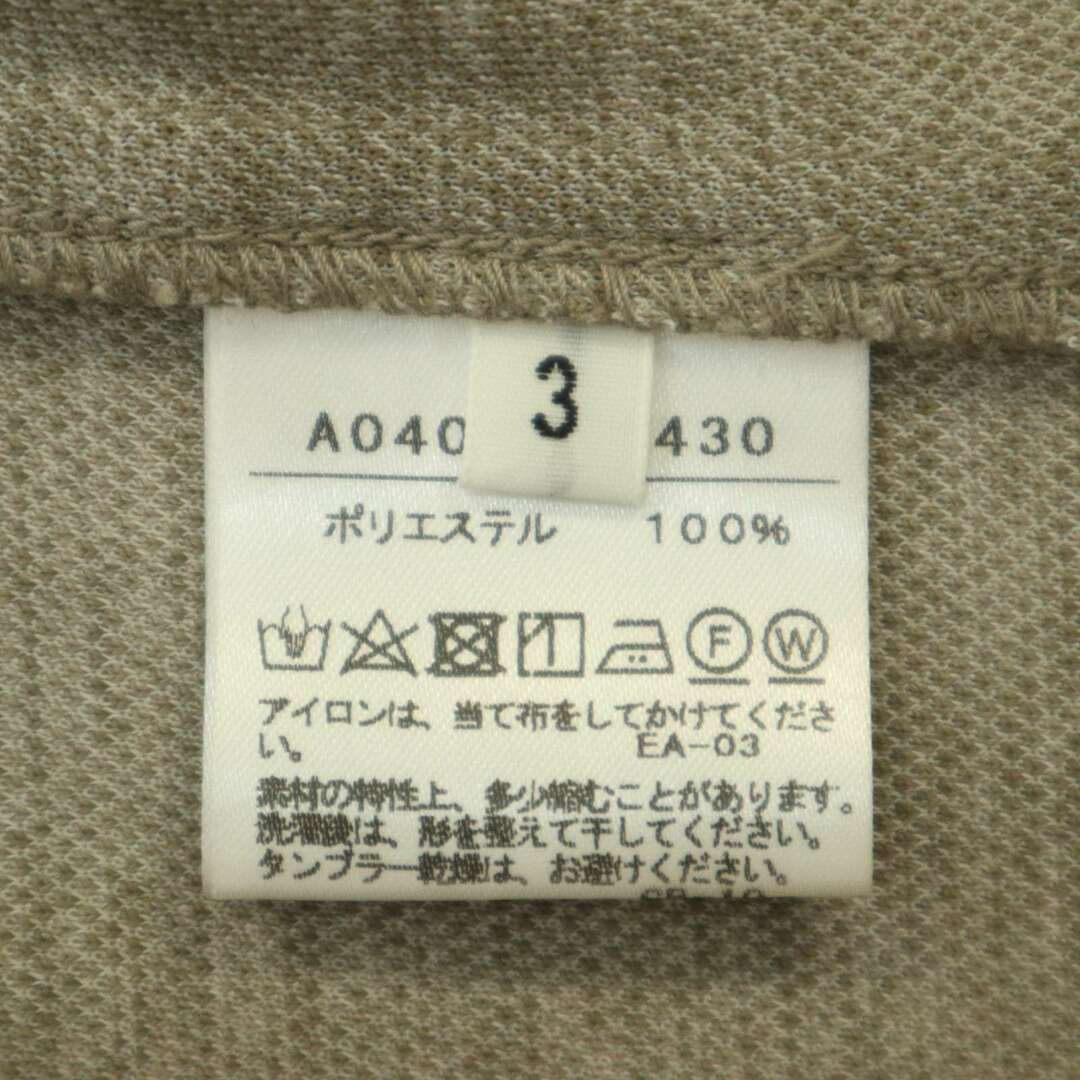 3
A040 430
ポリエステル 100%
F W
アイロンは、当て布をしてかけてくださ
い。 EA-03
素材の特性上、多少縮むことがあります。
洗濯後は、形を整えて干してください。
タンブラー乾燥は、お避けください。